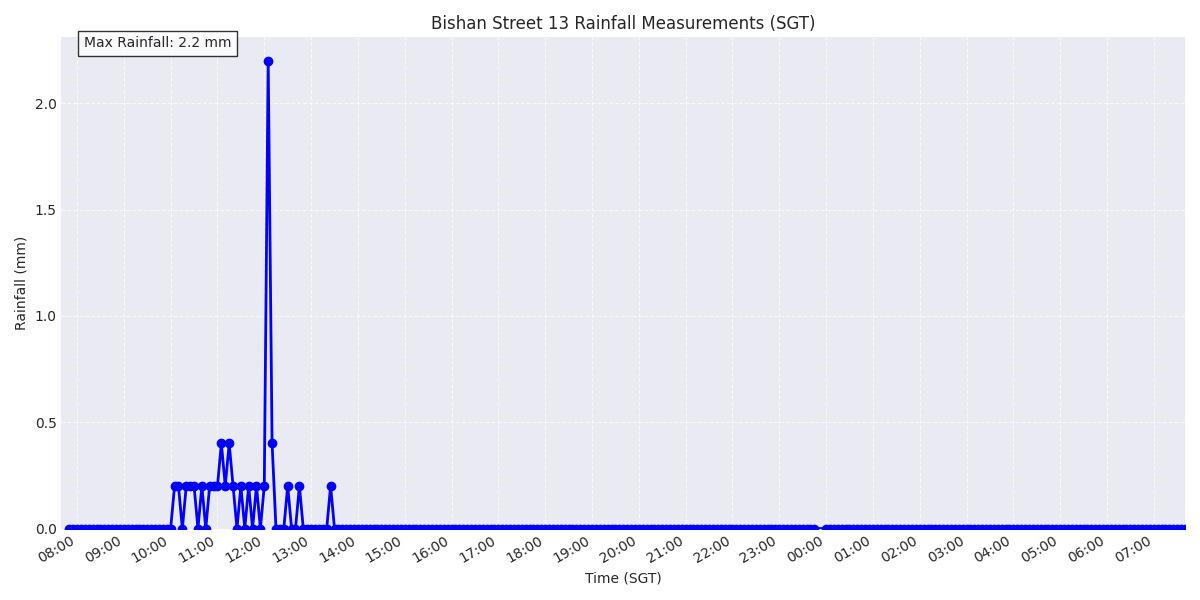 Bishan Street 13 Rainfall Measurements (SGT)
Max Rainfall: 2.2 mm
Rainfall (mm)
2.0
1.5
1.0
0.5
0.0
08:00 09:00 10:00 11:00 12:00 13:00 14:00 15:00 16:00 17:00 18:00 19:00 20:00 21:00 22:00 23:00 00:00 01:00 02:00 03:00 04:00 05:00 06:00 07:00
Time (SGT)